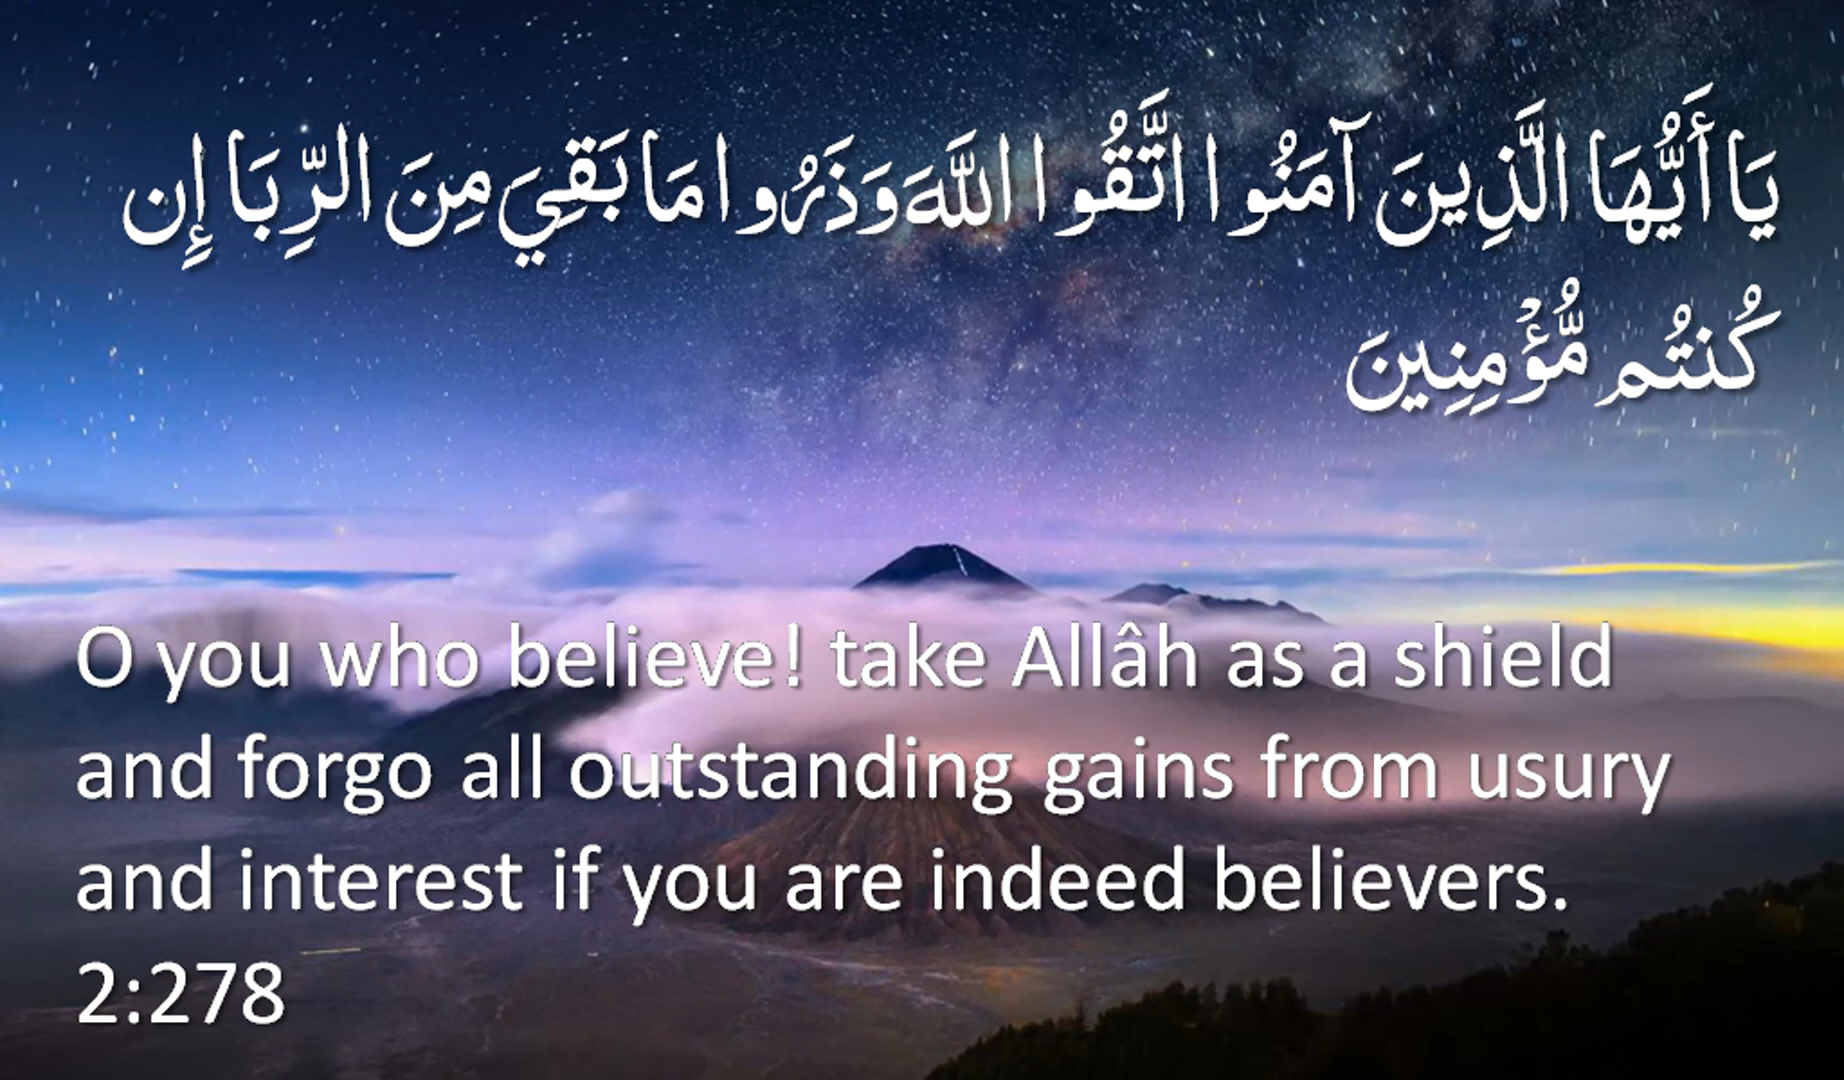 يَا أَيُّهَا الَّذِينَ آمَنُوا اتَّقُوا اللَّهَ وَذَرُوا مَا بَقِيَ مِنَ الرِّبَا إِن
كُنتُم مُّؤْمِنِينَ
O you who believe! take Allâh as a shield
and forgo all outstanding gains from usury
and interest if you are indeed believers.
2:278